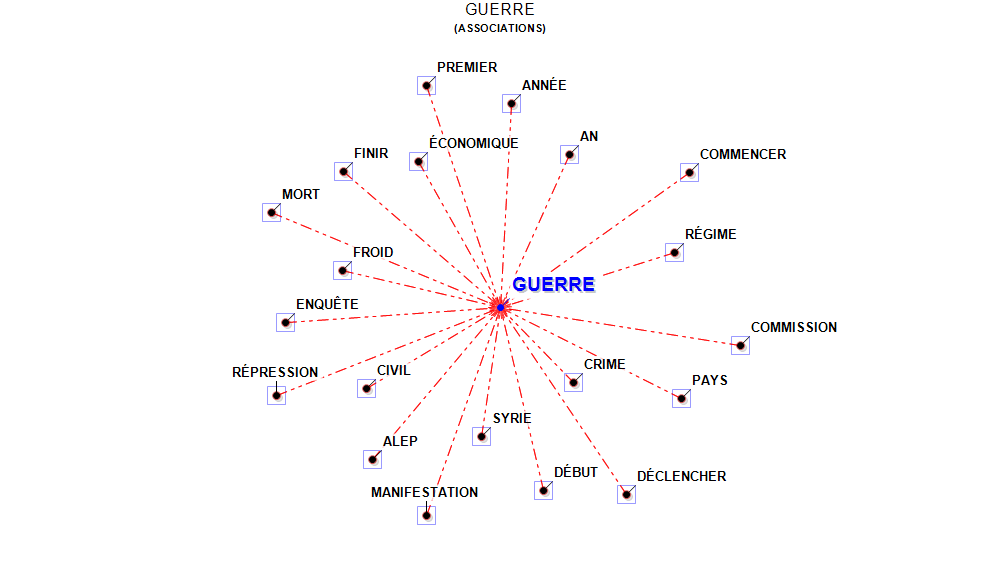 GUERRE
(ASSOCIATIONS)
PREMIER
ANNÉE
AN
ÉCONOMIQUE
FINIR
COMMENCER
MORT
RÉGIME
FROID
GUERRE
ENQUÊTE
COMMISSION
CRIME
CIVIL
RÉPRESSION
PAYS
SYRIE
ALEP
DÉBUT
DÉCLENCHER
MANIFESTATION